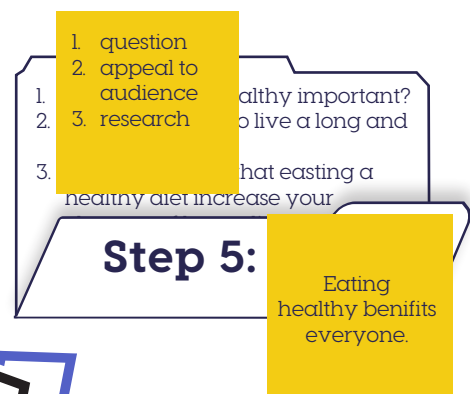 1. question
2. appeal to
audience
3. research
1. althy important?
2. o live a long and
3. hat easting a
healthy diet increase your
Step 5:
Eating
healthy benifits
everyone.